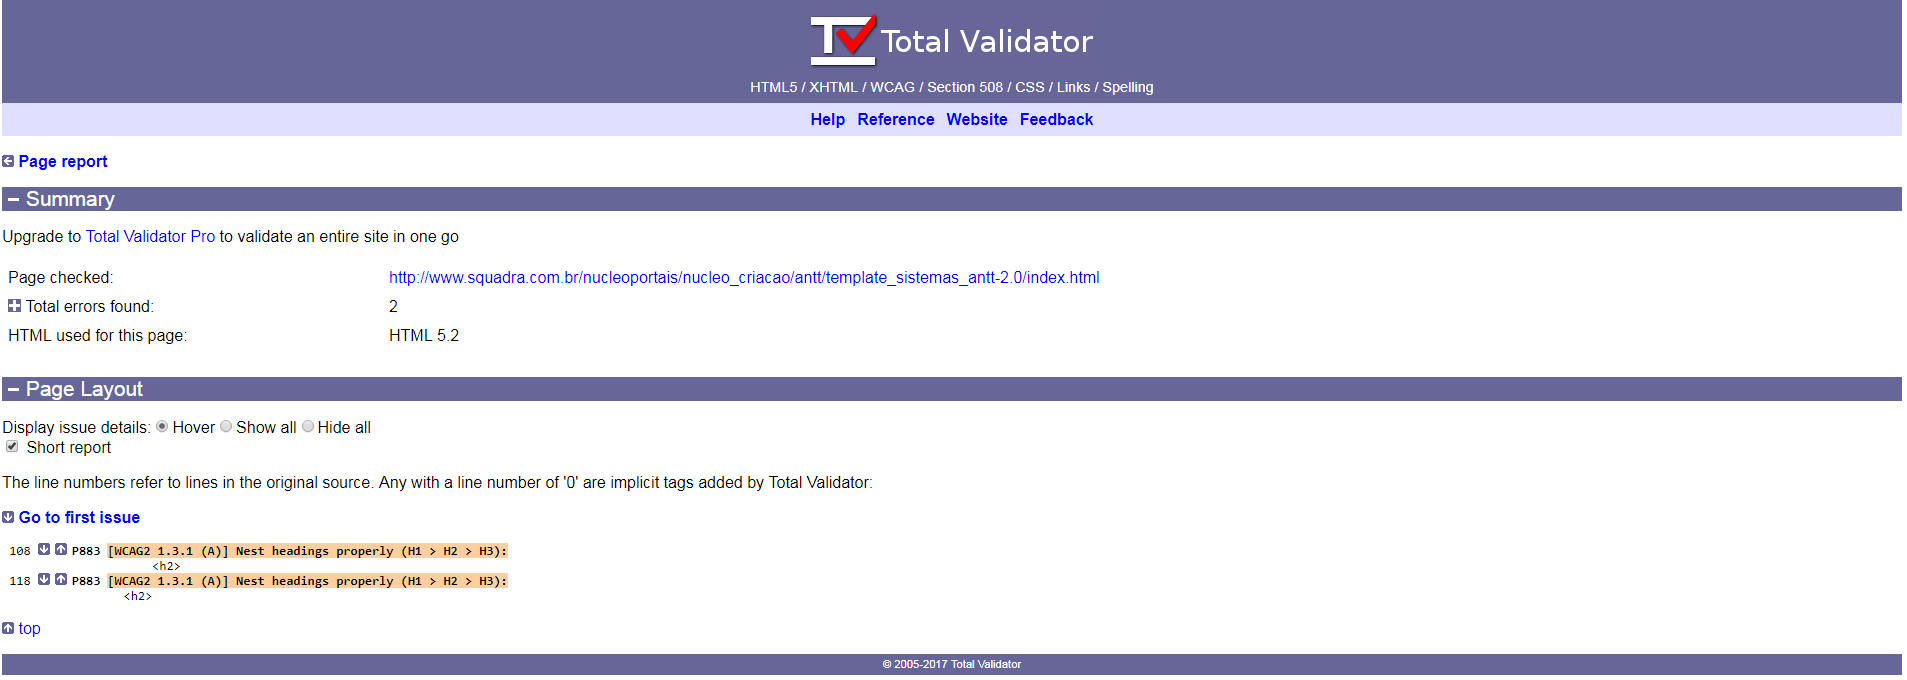 Total Validator
HTML5 / XHTML / WCAG / Section 508 / CSS / Links / Spelling
Help Reference Website Feedback
Page report
Summary
Upgrade to Total Validator Pro to validate an entire site in one go
Page checked: http://www.squadra.com.br/nucleoportais/nucleo_criacao/antt/template_sistemas_antt-2.0/index.html
Total errors found: 2
HTML used for this page: HTML 5.2
Page Layout
Display issue details: Hover Show all Hide all
Short report
The line numbers refer to lines in the original source. Any with a line number of '0' are implicit tags added by Total Validator:
Go to first issue
108 P883 [WCAG2 1.3.1 (A)] Nest headings properly (H1 > H2 > H3):
<h2>
118 P883 [WCAG2 1.3.1 (A)] Nest headings properly (H1 > H2 > H3):
<h2>
top
© 2005-2017 Total Validator